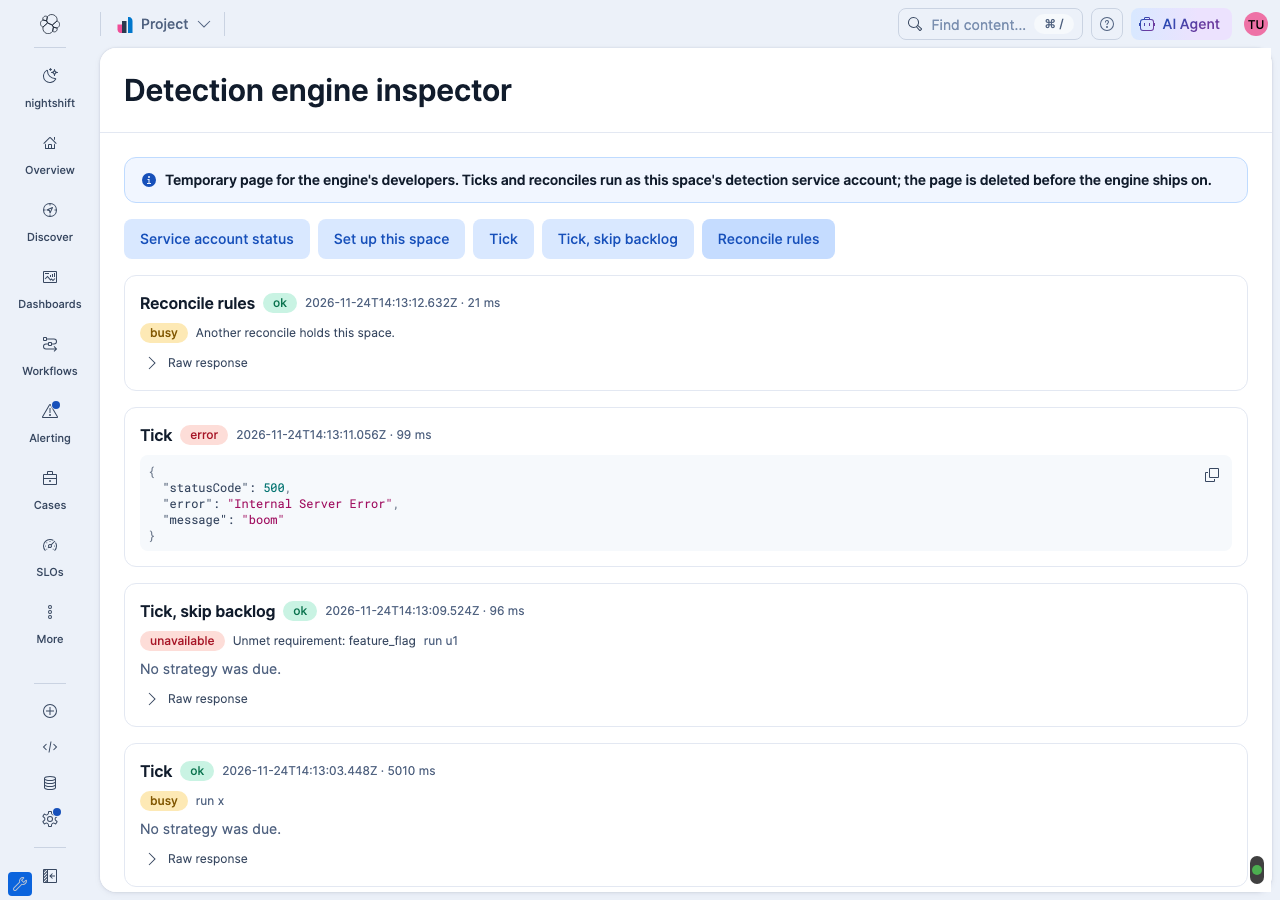 Project
Find content...
⌘ /
AI Agent
TU
nightshift
Overview
Discover
Dashboards
Workflows
Alerting
Cases
SLOs
More
Detection engine inspector
Temporary page for the engine's developers. Ticks and reconciles run as this space's detection service account; the page is deleted before the engine ships on.
Service account status
Set up this space
Tick
Tick, skip backlog
Reconcile rules
Reconcile rules ok 2026-11-24T14:13:12.632Z · 21 ms
busy Another reconcile holds this space.
Raw response
Tick error 2026-11-24T14:13:11.056Z · 99 ms
{
"statusCode": 500,
"error": "Internal Server Error",
"message": "boom"
}
Tick, skip backlog ok 2026-11-24T14:13:09.524Z · 96 ms
unavailable Unmet requirement: feature_flag run u1
No strategy was due.
Raw response
Tick ok 2026-11-24T14:13:03.448Z · 5010 ms
busy run x
No strategy was due.
Raw response